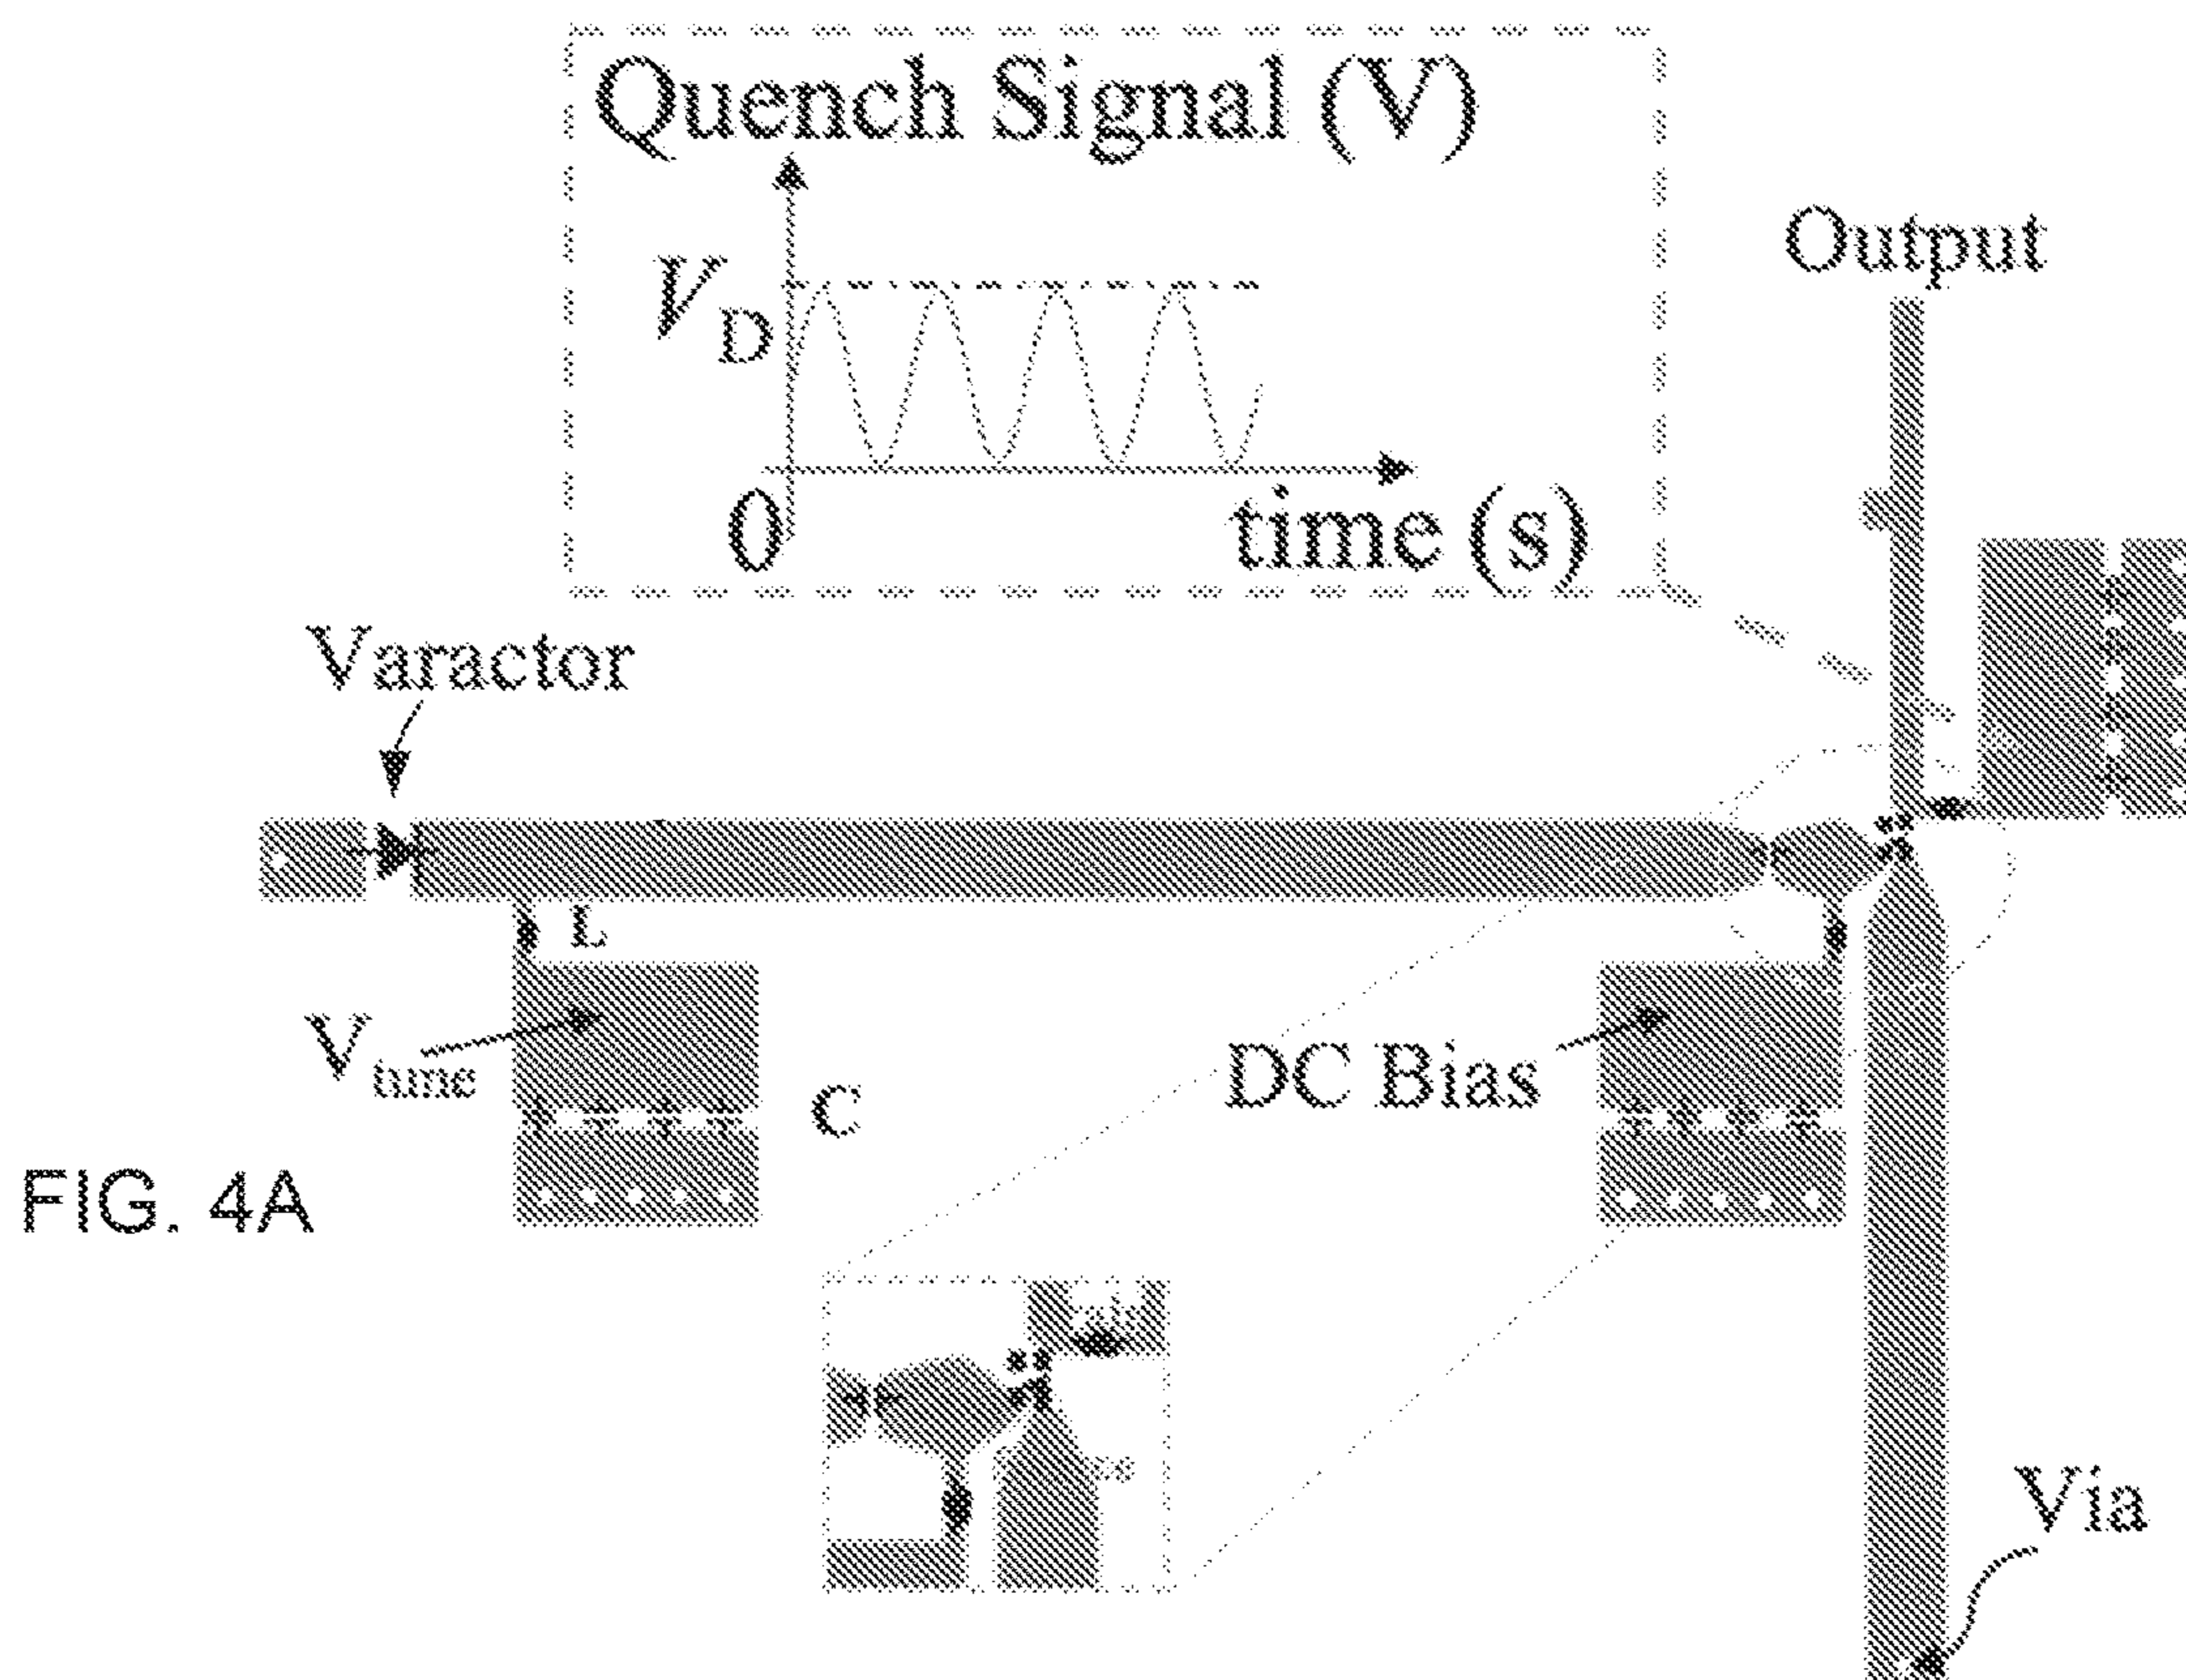 Quench Signal (V)
Output
V_D
0
time (s)
Varactor
L
V_tune
DC Bias
C
FIG. 4A
Via